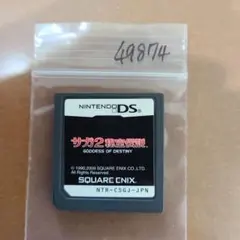 49874
NINTENDO DS
サガ2秘宝伝説
GODDESS OF DESTINY
© 1990,2009 SQUARE ENIX CO.,LTD.
All Rights Reserved.
SQUARE ENIX
NTR-CSGJ-JPN